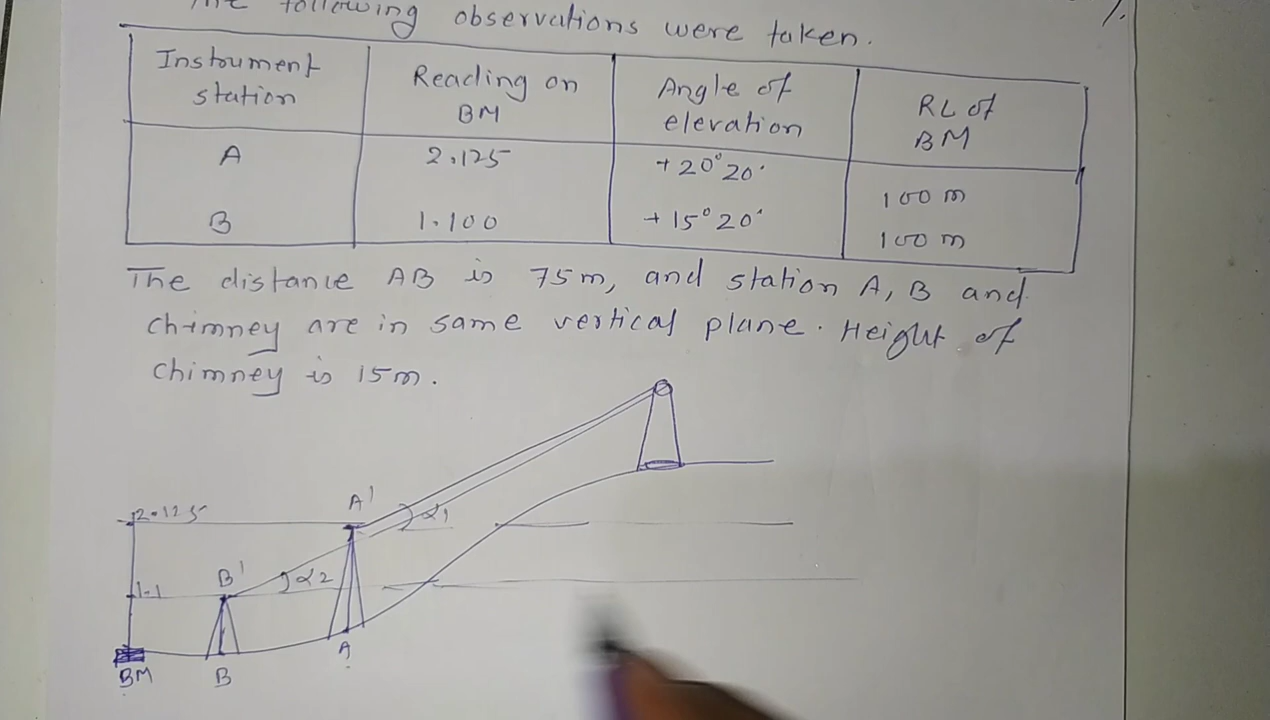 The following observations were taken.
Instrument station
Reading on BM
Angle of elevation
RL of BM
A 2.125 +20°20' 100 m
B 1.100 +15°20' 100 m
The distance AB is 75m, and station A, B and
chimney are in same vertical plane. Height of
chimney is 15m.
2.125 A' α1
1.1 B' α2
BM B A